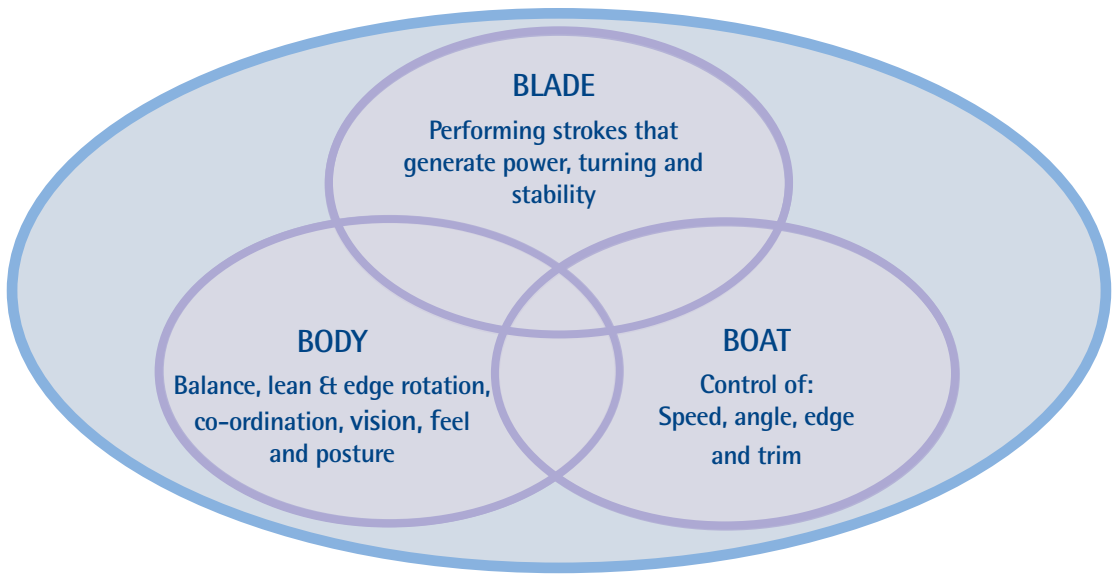 BLADE
Performing strokes that
generate power, turning and
stability
BODY
Balance, lean & edge rotation,
co-ordination, vision, feel
and posture
BOAT
Control of:
Speed, angle, edge
and trim